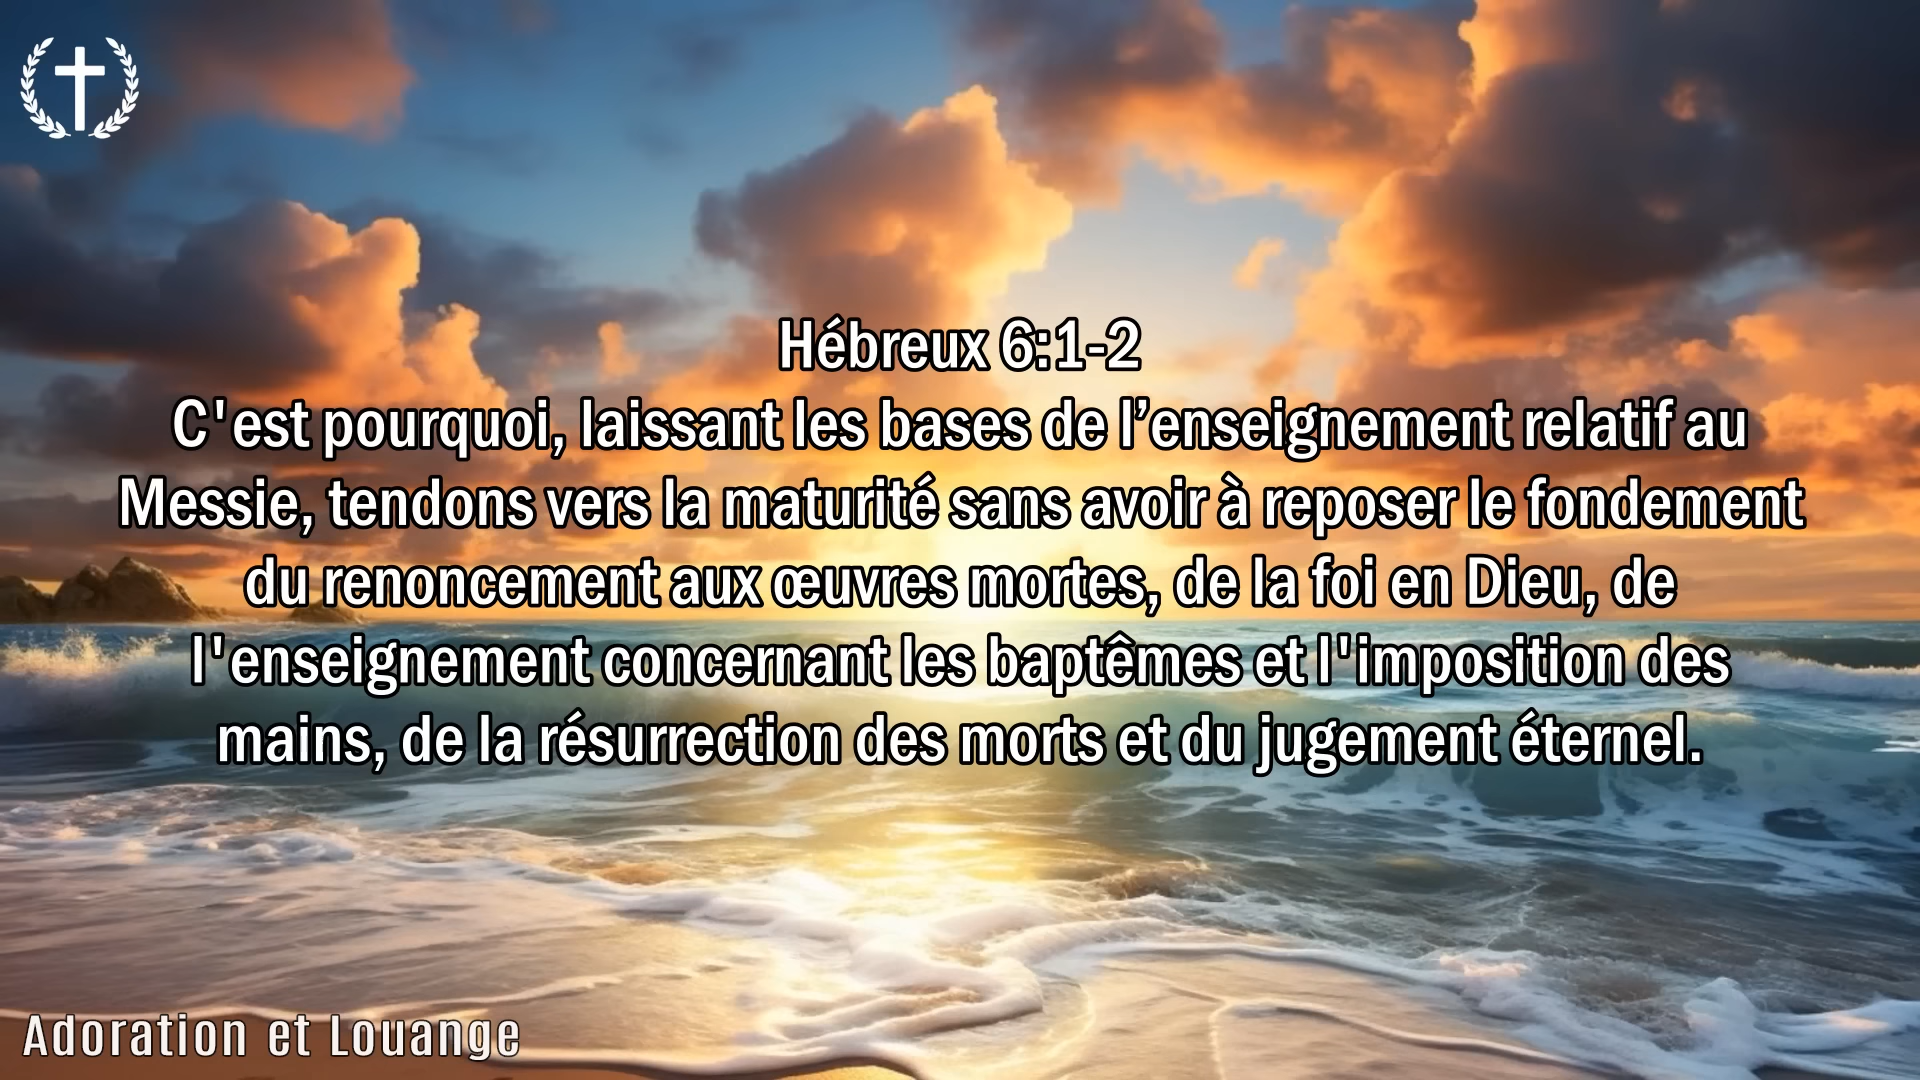 Hébreux 6:1-2
C'est pourquoi, laissant les bases de l’enseignement relatif au
Messie, tendons vers la maturité sans avoir à reposer le fondement
du renoncement aux œuvres mortes, de la foi en Dieu, de
l'enseignement concernant les baptêmes et l'imposition des
mains, de la résurrection des morts et du jugement éternel.
Adoration et Louange